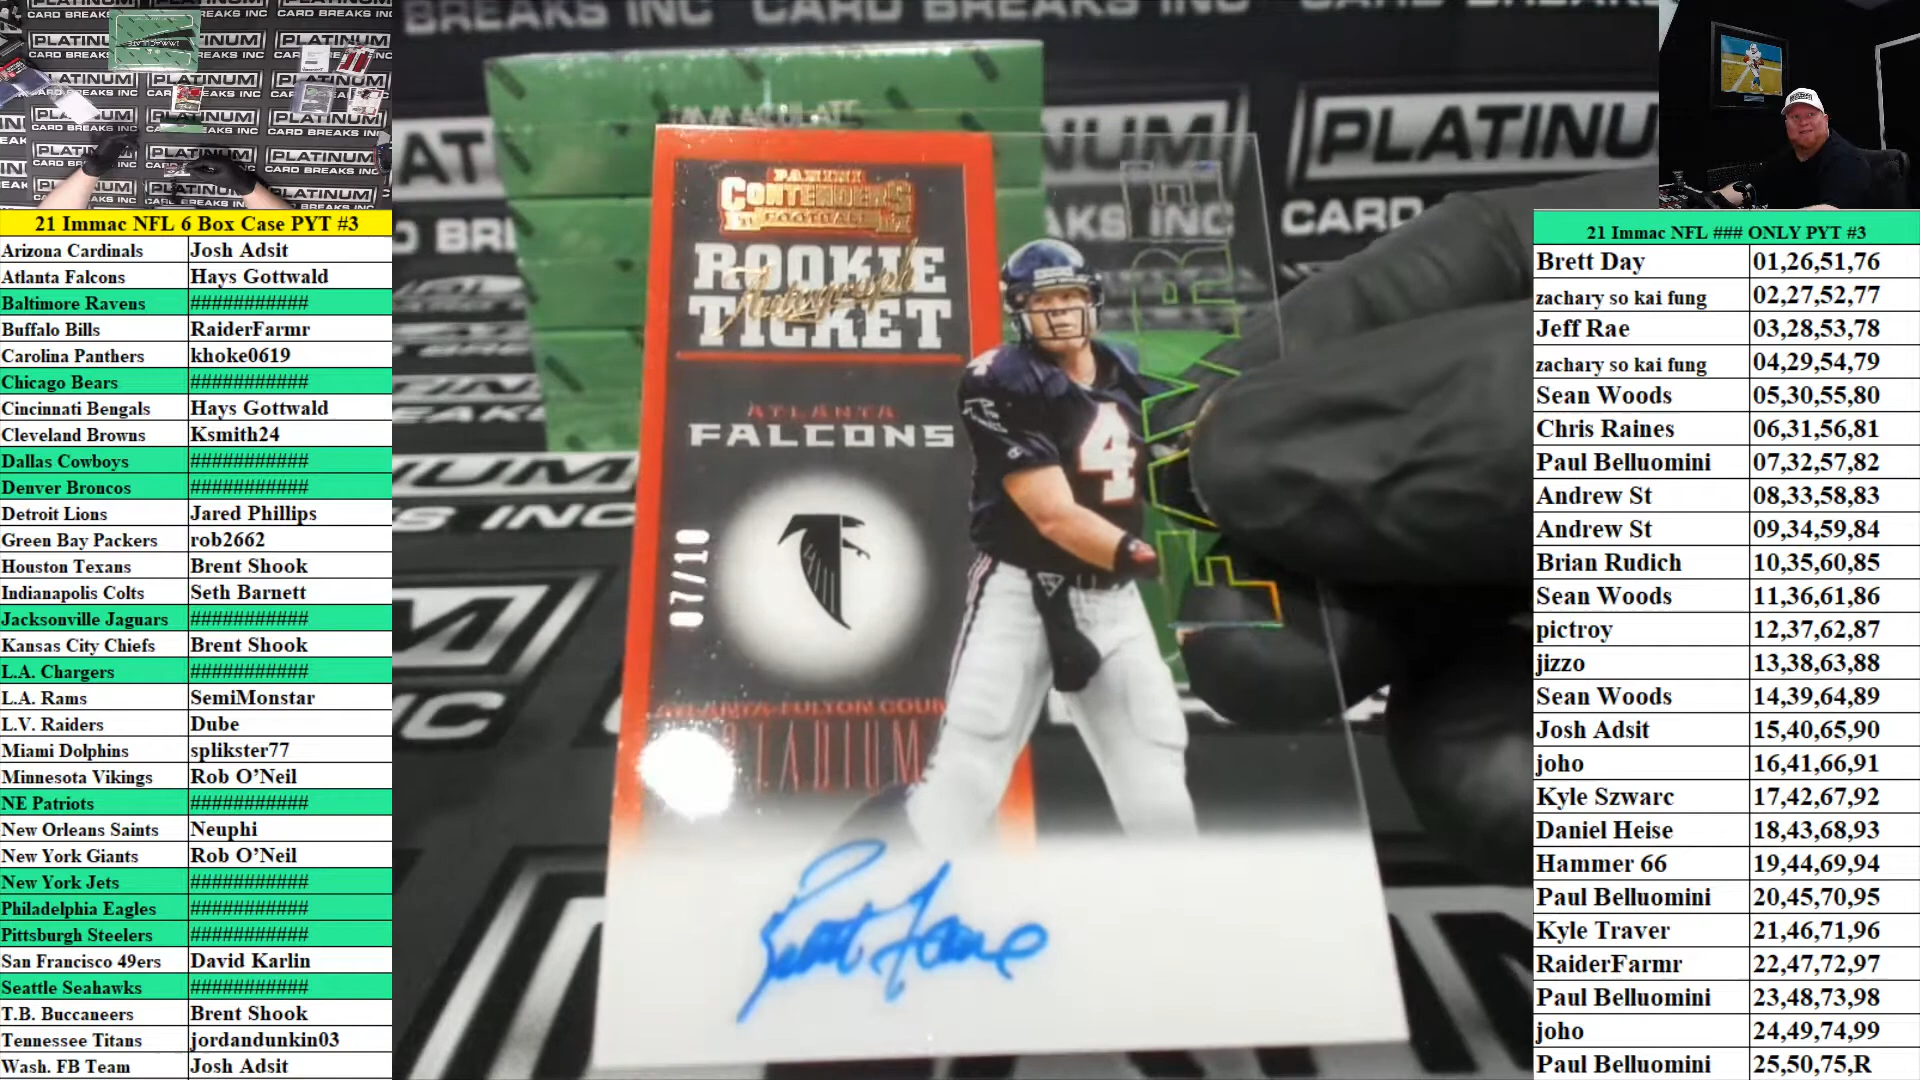 21 Immac NFL 6 Box Case PYT #3
Arizona Cardinals Josh Adsit
Atlanta Falcons Hays Gottwald
Baltimore Ravens ###########
Buffalo Bills RaiderFarmr
Carolina Panthers khoke0619
Chicago Bears ###########
Cincinnati Bengals Hays Gottwald
Cleveland Browns Ksmith24
Dallas Cowboys ###########
Denver Broncos ###########
Detroit Lions Jared Phillips
Green Bay Packers rob2662
Houston Texans Brent Shook
Indianapolis Colts Seth Barnett
Jacksonville Jaguars ###########
Kansas City Chiefs Brent Shook
L.A. Chargers ###########
L.A. Rams SemiMonstar
L.V. Raiders Dube
Miami Dolphins splikster77
Minnesota Vikings Rob O’Neil
NE Patriots ###########
New Orleans Saints Neuphi
New York Giants Rob O’Neil
New York Jets ###########
Philadelphia Eagles ###########
Pittsburgh Steelers ###########
San Francisco 49ers David Karlin
Seattle Seahawks ###########
T.B. Buccaneers Brent Shook
Tennessee Titans jordandunkin03
Wash. FB Team Josh Adsit
IMMACULATE
PANINI
CONTENDERS
FOOTBALL
ROOKIE
Autograph
TICKET
ATLANTA
FALCONS
07/10
STADIUM
4
Brett Favre
PLATINUM
CARD BREAKS INC
21 Immac NFL ### ONLY PYT #3
Brett Day 01,26,51,76
zachary so kai fung 02,27,52,77
Jeff Rae 03,28,53,78
zachary so kai fung 04,29,54,79
Sean Woods 05,30,55,80
Chris Raines 06,31,56,81
Paul Belluomini 07,32,57,82
Andrew St 08,33,58,83
Andrew St 09,34,59,84
Brian Rudich 10,35,60,85
Sean Woods 11,36,61,86
pictroy 12,37,62,87
jizzo 13,38,63,88
Sean Woods 14,39,64,89
Josh Adsit 15,40,65,90
joho 16,41,66,91
Kyle Szwarc 17,42,67,92
Daniel Heise 18,43,68,93
Hammer 66 19,44,69,94
Paul Belluomini 20,45,70,95
Kyle Traver 21,46,71,96
RaiderFarmr 22,47,72,97
Paul Belluomini 23,48,73,98
joho 24,49,74,99
Paul Belluomini 25,50,75,R